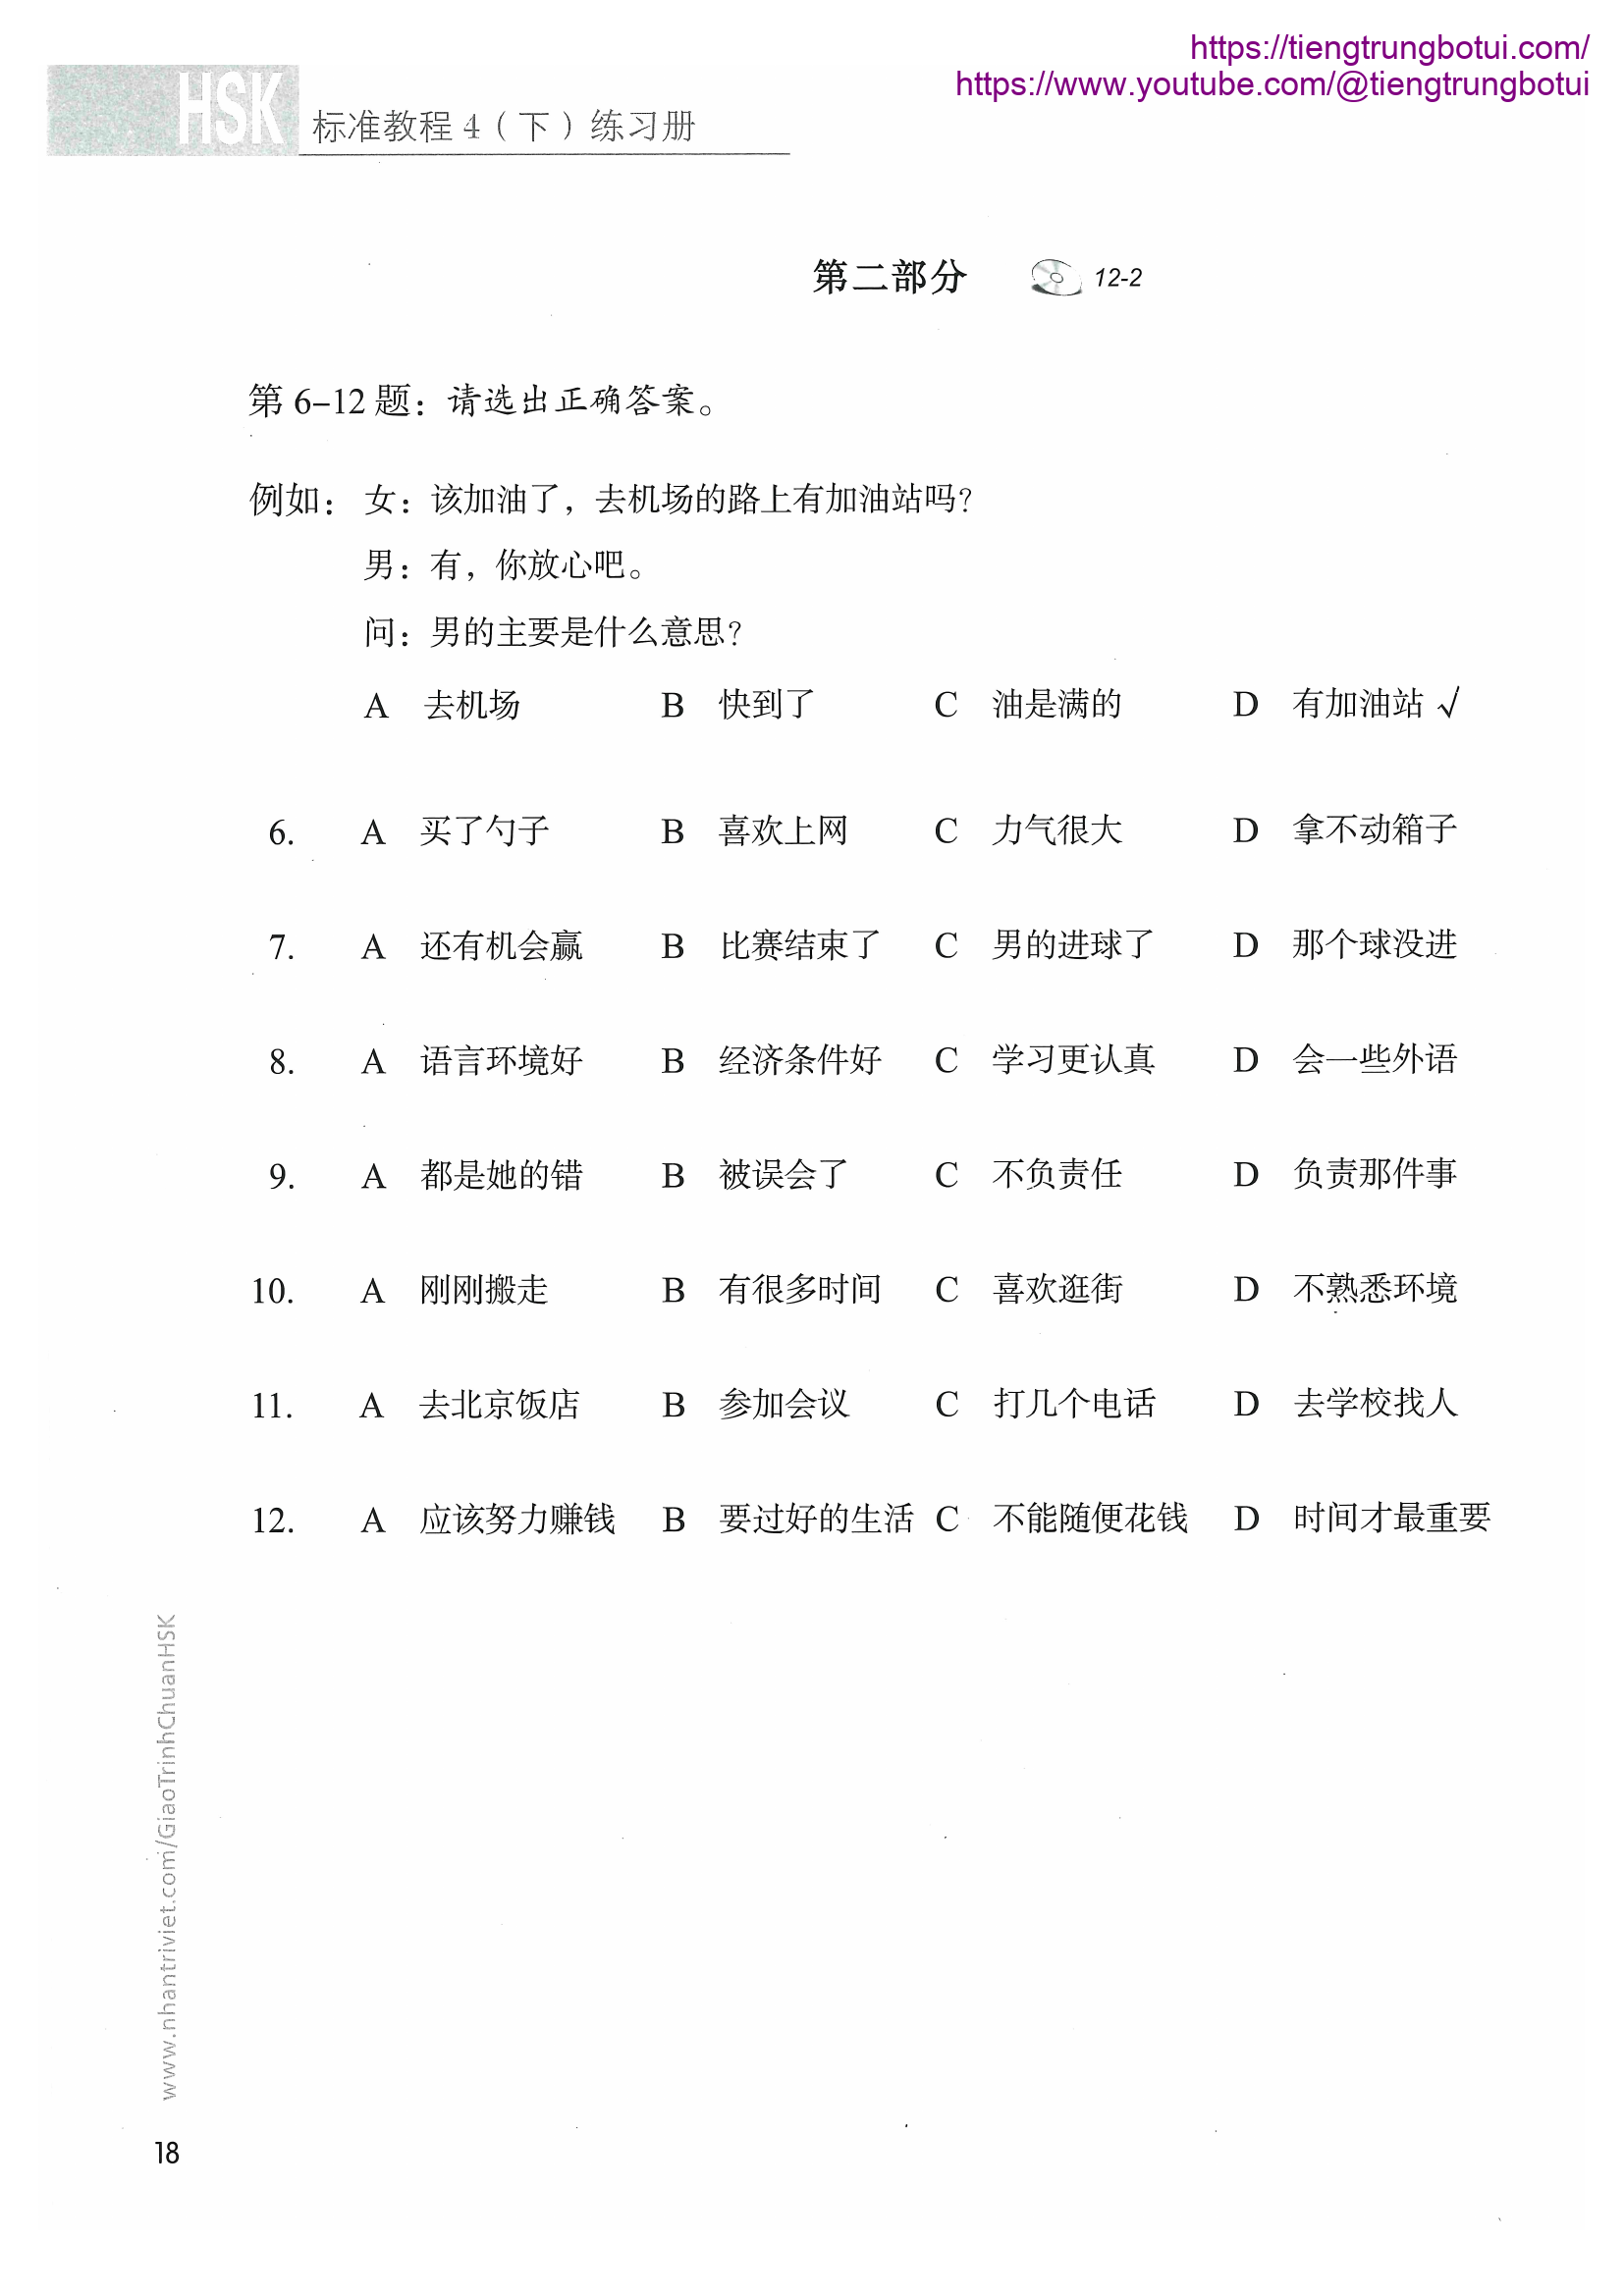 https://tiengtrungbotui.com/
https://www.youtube.com/@tiengtrungbotui
HSK 标准教程 4（下）练习册
第二部分 12-2
第 6–12 题：请选出正确答案。
例如：女：该加油了，去机场的路上有加油站吗？
男：有，你放心吧。
问：男的主要是什么意思？
A 去机场 B 快到了 C 油是满的 D 有加油站 √
6. A 买了勺子 B 喜欢上网 C 力气很大 D 拿不动箱子
7. A 还有机会赢 B 比赛结束了 C 男的进球了 D 那个球没进
8. A 语言环境好 B 经济条件好 C 学习更认真 D 会一些外语
9. A 都是她的错 B 被误会了 C 不负责任 D 负责那件事
10. A 刚刚搬走 B 有很多时间 C 喜欢逛街 D 不熟悉环境
11. A 去北京饭店 B 参加会议 C 打几个电话 D 去学校找人
12. A 应该努力赚钱 B 要过好的生活 C 不能随便花钱 D 时间才最重要
www.nhantriviet.com/GiaoTrinhChuanHSK
18